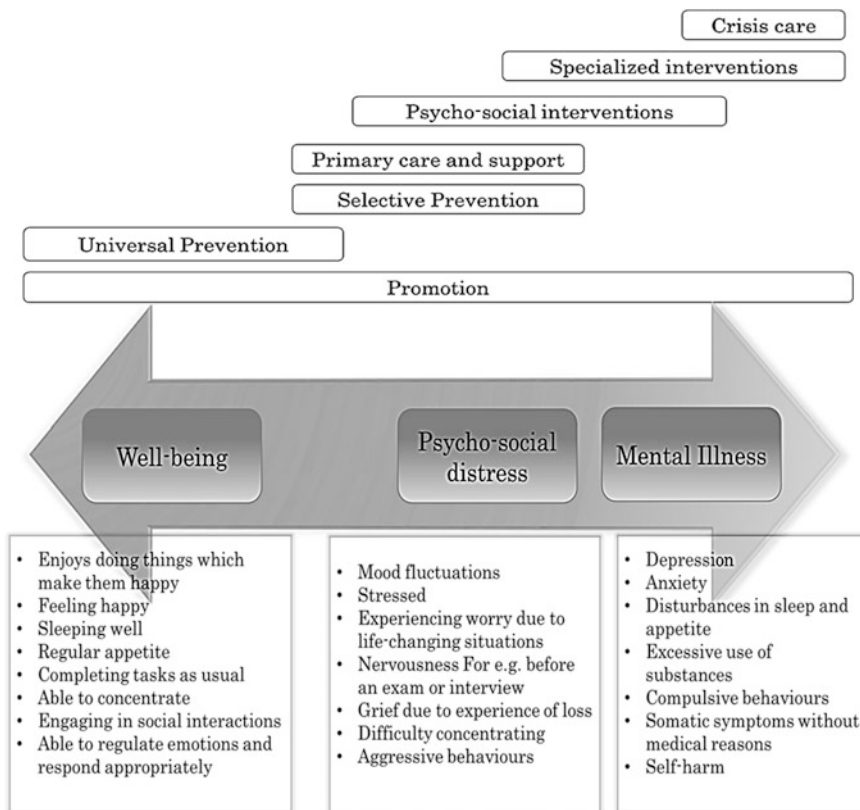 Crisis care
Specialized interventions
Psycho-social interventions
Primary care and support
Selective Prevention
Universal Prevention
Promotion
Well-being
Psycho-social
distress
Mental Illness
• Enjoys doing things which
make them happy
• Feeling happy
• Sleeping well
• Regular appetite
• Completing tasks as usual
• Able to concentrate
• Engaging in social interactions
• Able to regulate emotions and
respond appropriately
• Mood fluctuations
• Stressed
• Experiencing worry due to
life-changing situations
• Nervousness For e.g. before
an exam or interview
• Grief due to experience of loss
• Difficulty concentrating
• Aggressive behaviours
• Depression
• Anxiety
• Disturbances in sleep and
appetite
• Excessive use of
substances
• Compulsive behaviours
• Somatic symptoms without
medical reasons
• Self-harm